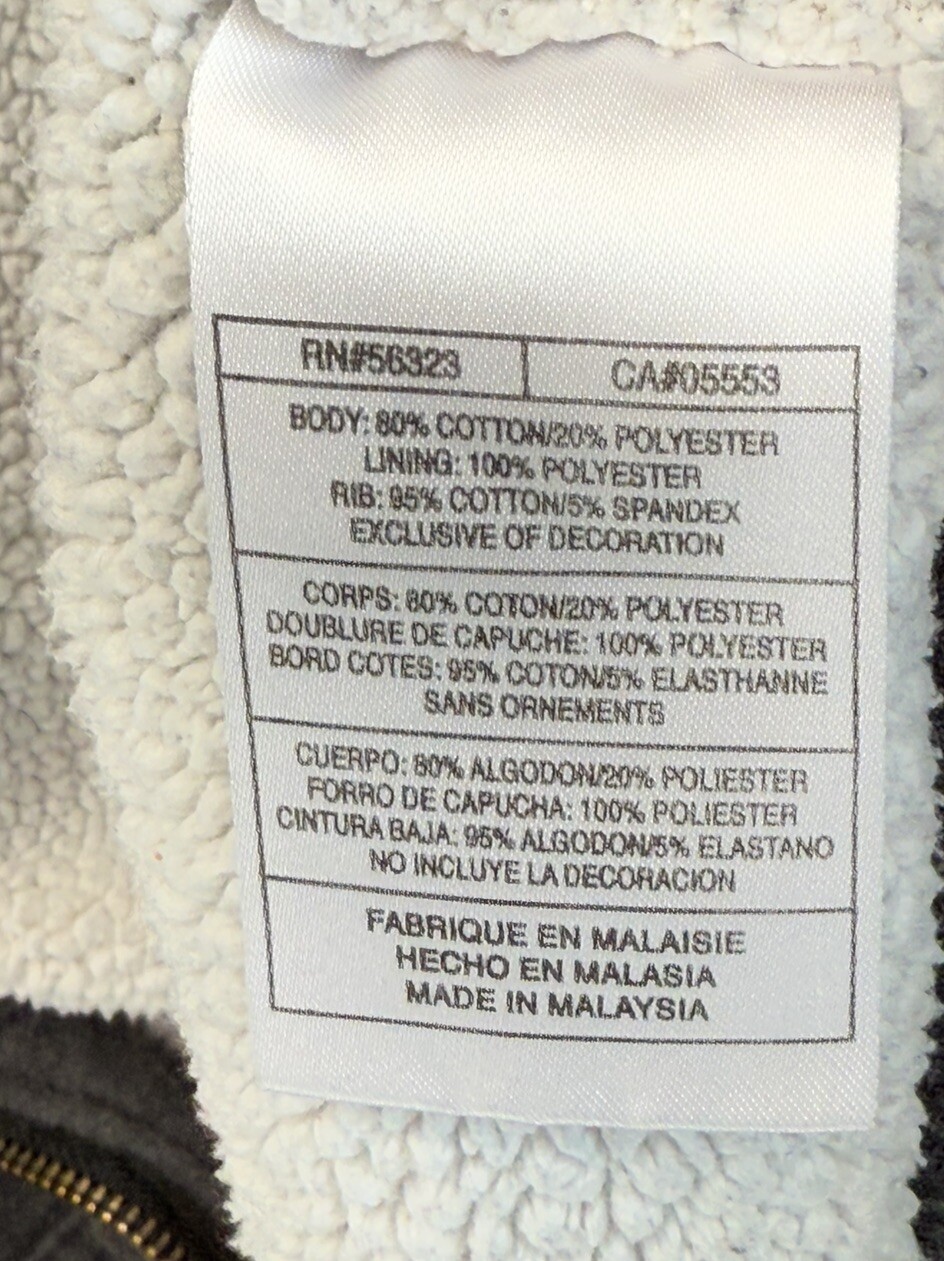 RN#56323
CA#05553
BODY: 80% COTTON/20% POLYESTER
LINING: 100% POLYESTER
RIB: 95% COTTON/5% SPANDEX
EXCLUSIVE OF DECORATION
CORPS: 80% COTON/20% POLYESTER
DOUBLURE DE CAPUCHE: 100% POLYESTER
BORD COTES: 95% COTON/5% ELASTHANNE
SANS ORNEMENTS
CUERPO: 80% ALGODON/20% POLIESTER
FORRO DE CAPUCHA: 100% POLIESTER
CINTURA BAJA: 95% ALGODON/5% ELASTANO
NO INCLUYE LA DECORACION
FABRIQUE EN MALAISIE
HECHO EN MALASIA
MADE IN MALAYSIA